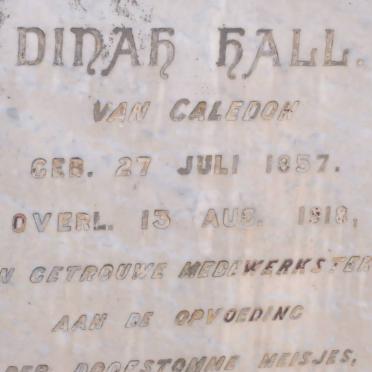 DINAH HALL.
VAN CALEDON
GEB. 27 JULI 1857.
OVERL. 13 AUG. 1918,
N GETROUWE MEDEWERKSTER
AAN DE OPVOEDING
DER DOOFSTOMME MEISJES,